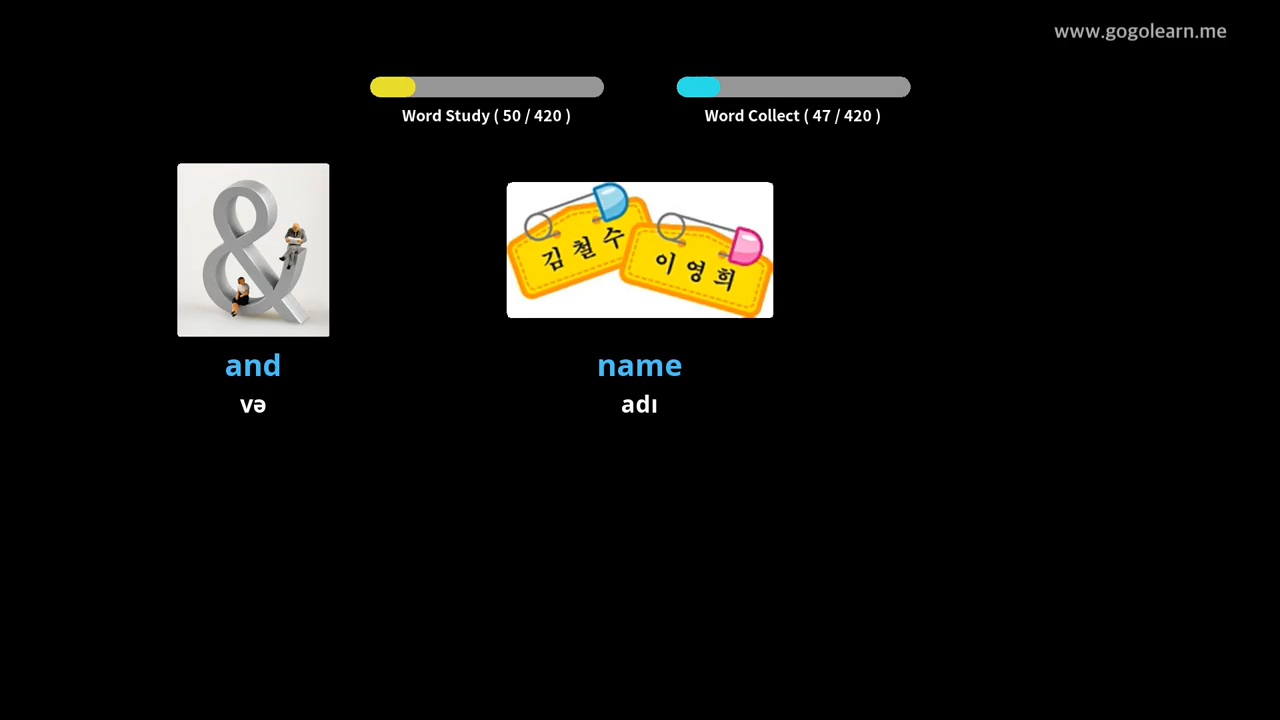 www.gogolearn.me
Word Study ( 50 / 420 )
Word Collect ( 47 / 420 )
김철수
이영희
and
name
və
adı